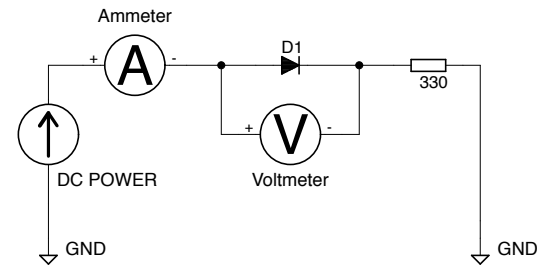 Ammeter
+ A -
D1
330
+ V -
DC POWER
Voltmeter
GND
GND